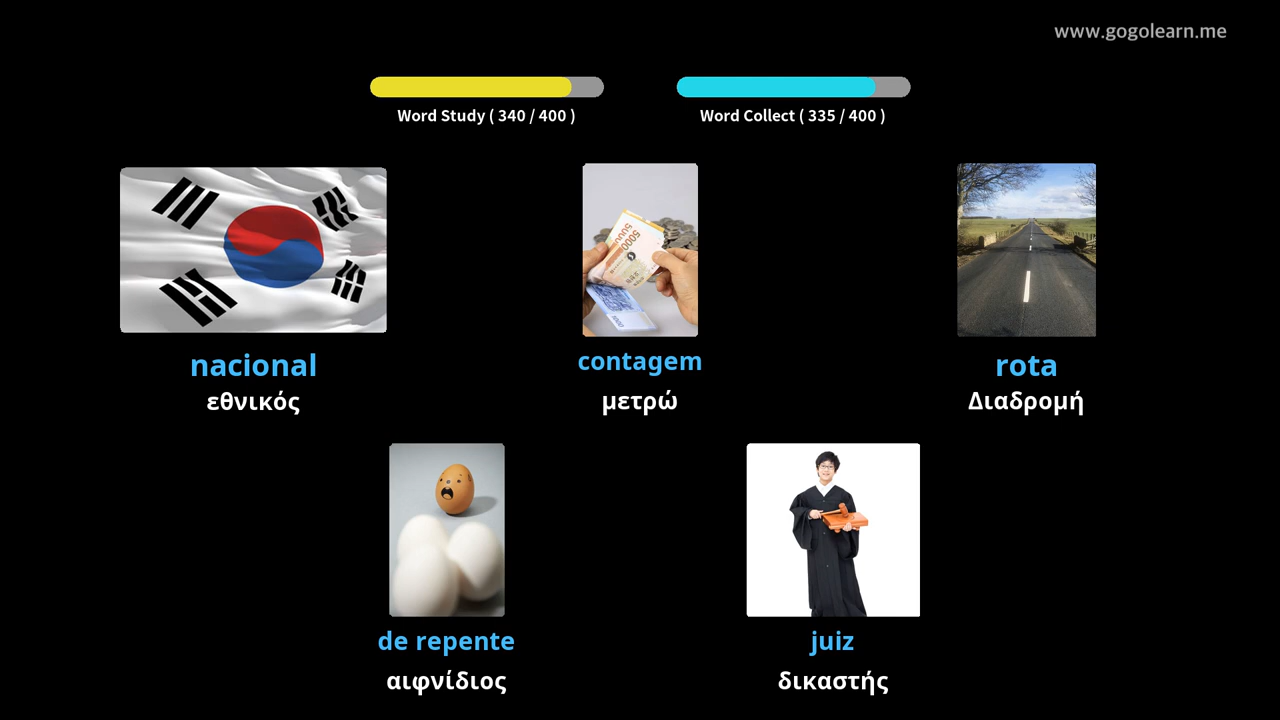 www.gogolearn.me
Word Study ( 340 / 400 )
Word Collect ( 335 / 400 )
5000
nacional
contagem
rota
εθνικός
μετρώ
Διαδρομή
de repente
juiz
αιφνίδιος
δικαστής